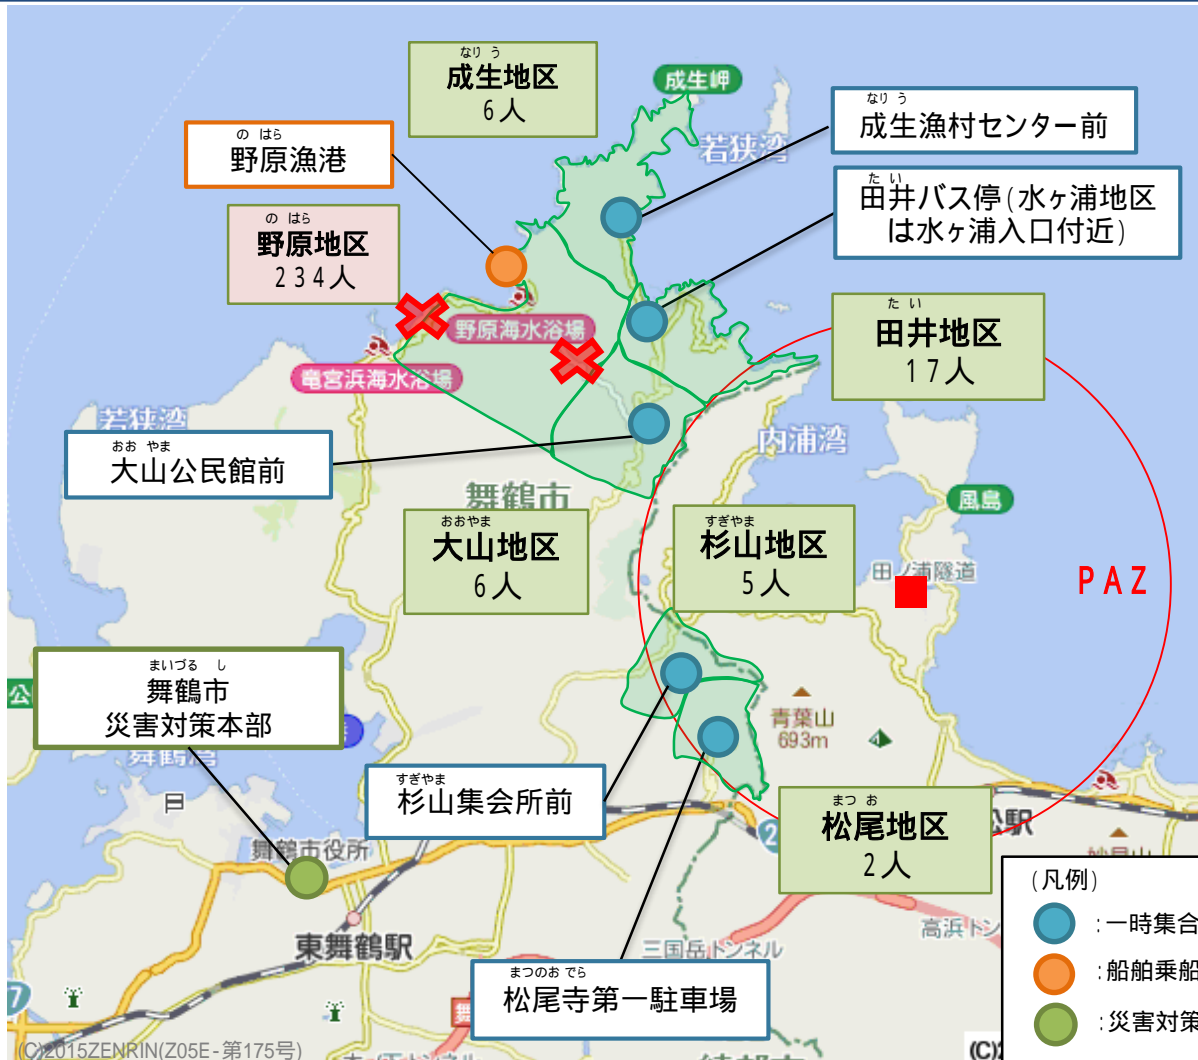 なり う
成生地区
6人
成生岬
なり う
成生漁村センター前
若狭湾
の はら
野原漁港
た い
田井バス停(水ヶ浦地区
は水ヶ浦入口付近)
の はら
野原地区
234人
野原海水浴場
竜宮浜海水浴場
た い
田井地区
17人
若狭湾
内浦湾
おお やま
大山公民館前
舞鶴市
風島
おおやま
大山地区
6人
すぎやま
杉山地区
5人
田ノ浦隧道
PAZ
まいづる し
舞鶴市
災害対策本部
公
舞鶴湾
青葉山
693m
すぎやま
杉山集会所前
まつ お
松尾地区
2人
2
松駅
舞鶴市役所
(凡例)
:一時集合
:船舶乗船
:災害対策
高浜トン
東舞鶴駅
三国岳トンネル
まつのお でら
松尾寺第一駐車場
7
舞
(C)2015ZENRIN(Z05E-第175号)
(C)2